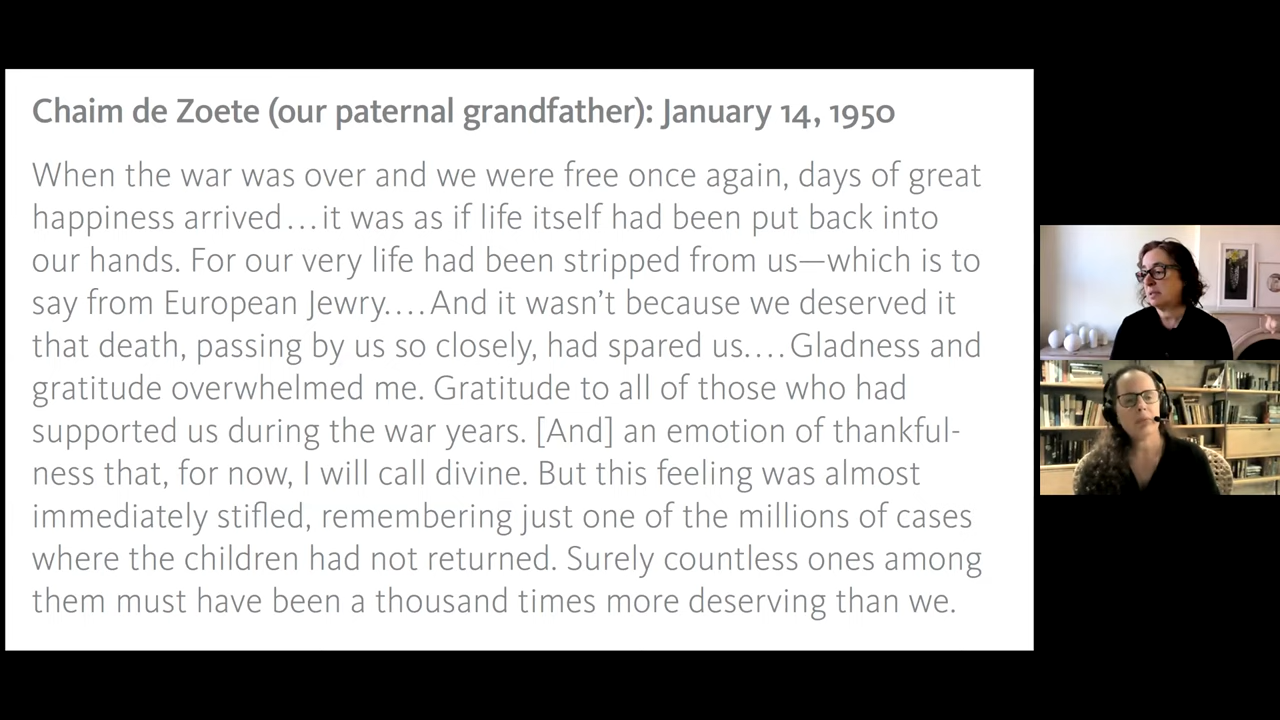 Chaim de Zoete (our paternal grandfather): January 14, 1950
When the war was over and we were free once again, days of great
happiness arrived...it was as if life itself had been put back into
our hands. For our very life had been stripped from us—which is to
say from European Jewry....And it wasn’t because we deserved it
that death, passing by us so closely, had spared us....Gladness and
gratitude overwhelmed me. Gratitude to all of those who had
supported us during the war years. [And] an emotion of thankful-
ness that, for now, I will call divine. But this feeling was almost
immediately stifled, remembering just one of the millions of cases
where the children had not returned. Surely countless ones among
them must have been a thousand times more deserving than we.